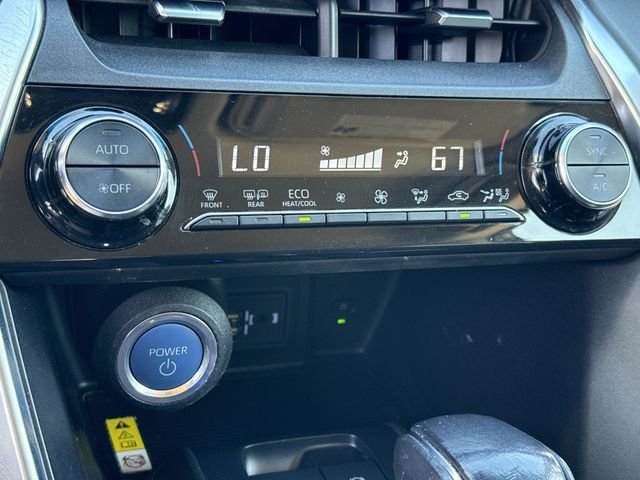 AUTO
OFF
LO
67
SYNC
A/C
FRONT
REAR
ECO
HEAT/COOL
POWER